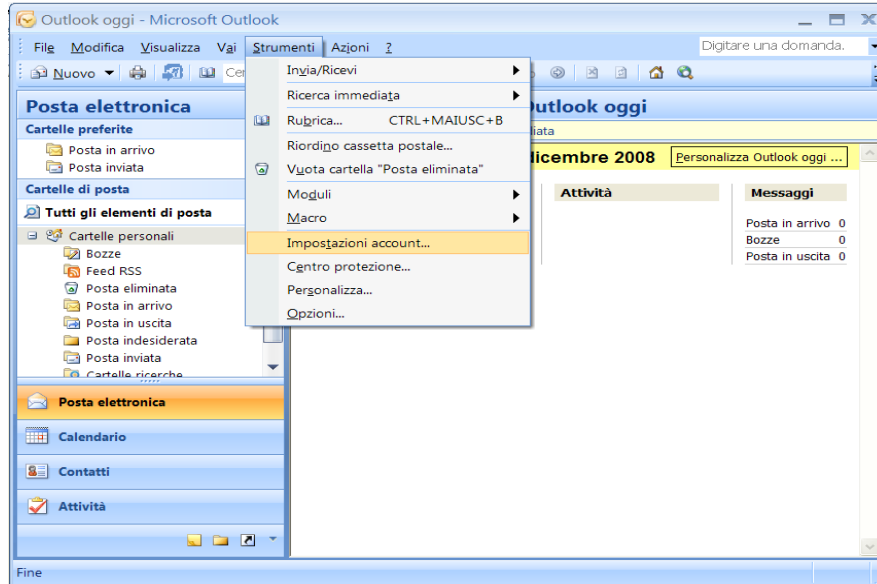 Outlook oggi - Microsoft Outlook
File Modifica Visualizza Vai Strumenti Azioni ?
Digitare una domanda.
Nuovo
Posta elettronica
Cartelle preferite
Posta in arrivo
Posta inviata
Cartelle di posta
Tutti gli elementi di posta
Cartelle personali
Bozze
Feed RSS
Posta eliminata
Posta in arrivo
Posta in uscita
Posta indesiderata
Posta inviata
Cartelle ricerche
Posta elettronica
Calendario
Contatti
Attività
Invia/Ricevi
Ricerca immediata
Rubrica... CTRL+MAIUSC+B
Riordino cassetta postale...
Vuota cartella "Posta eliminata"
Moduli
Macro
Impostazioni account...
Centro protezione...
Personalizza...
Opzioni...
Outlook oggi
dicembre 2008
Personalizza Outlook oggi ...
Attività
Messaggi
Posta in arrivo 0
Bozze 0
Posta in uscita 0
Fine